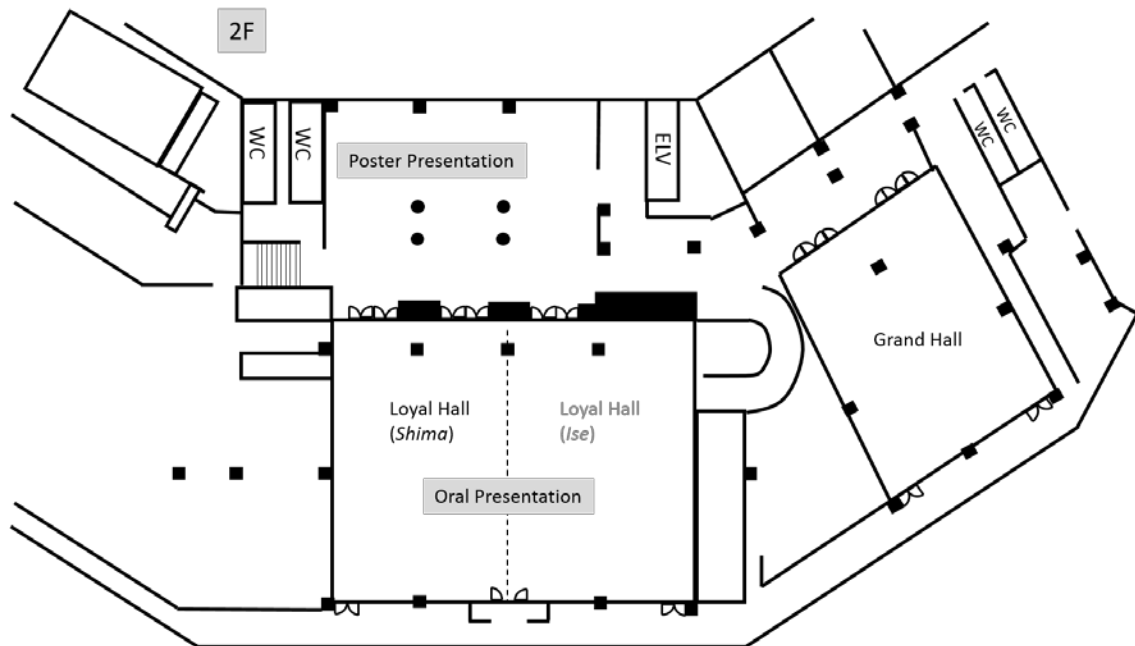 2F
WC
WC
Poster Presentation
ELV
WC
WC
Grand Hall
Loyal Hall
(Shima)
Loyal Hall
(Ise)
Oral Presentation